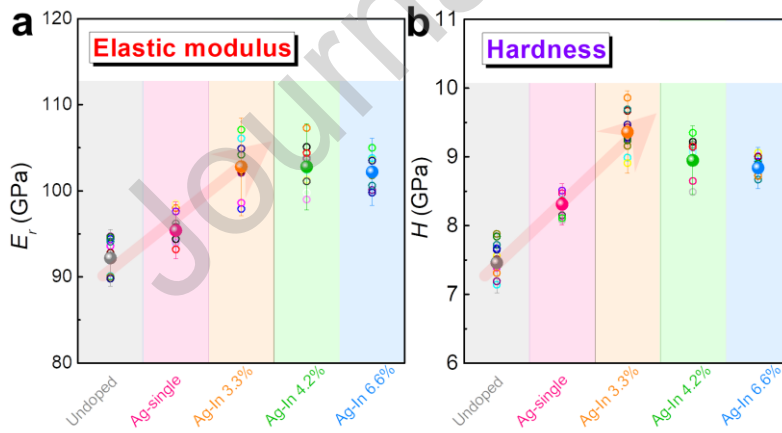 a
Elastic modulus
120
110
100
90
80
E_r (GPa)
Undoped
Ag-single
Ag-In 3.3%
Ag-In 4.2%
Ag-In 6.6%
b
Hardness
11
10
9
8
7
6
H (GPa)
Undoped
Ag-single
Ag-In 3.3%
Ag-In 4.2%
Ag-In 6.6%
Journa